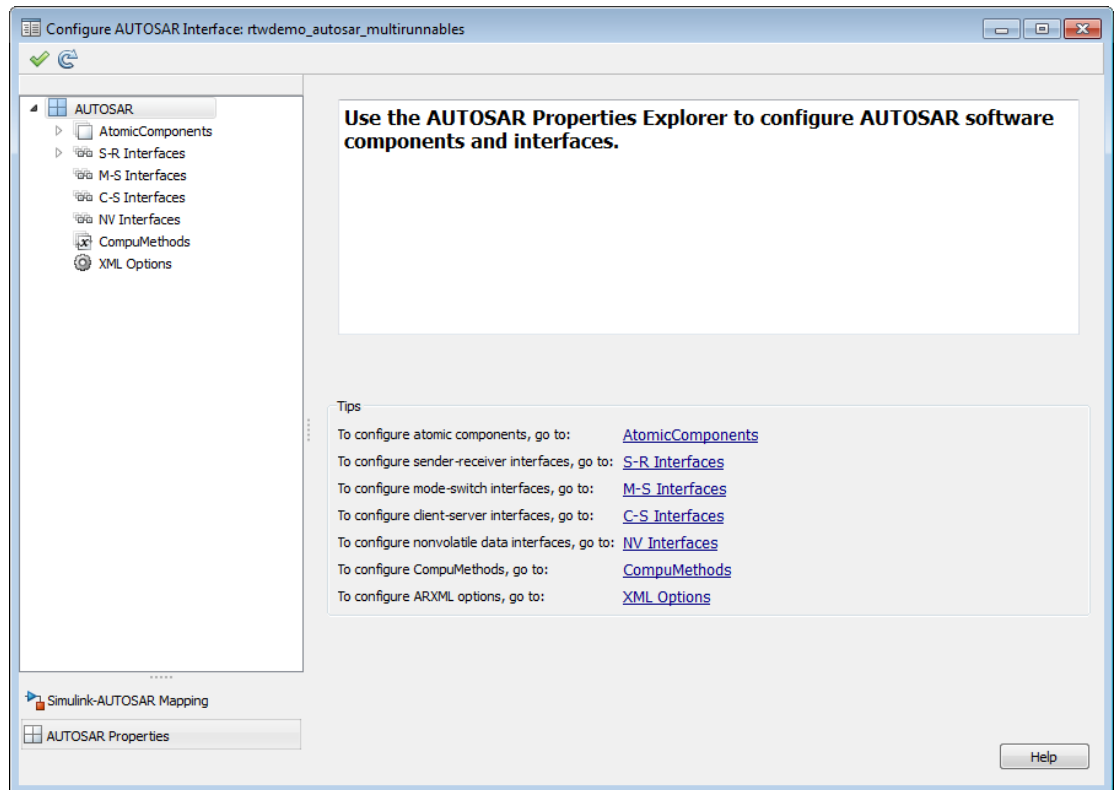 Configure AUTOSAR Interface: rtwdemo_autosar_multirunnables
AUTOSAR
AtomicComponents
S-R Interfaces
M-S Interfaces
C-S Interfaces
NV Interfaces
CompuMethods
XML Options
Simulink-AUTOSAR Mapping
AUTOSAR Properties
Use the AUTOSAR Properties Explorer to configure AUTOSAR software
components and interfaces.
Tips
To configure atomic components, go to: AtomicComponents
To configure sender-receiver interfaces, go to: S-R Interfaces
To configure mode-switch interfaces, go to: M-S Interfaces
To configure client-server interfaces, go to: C-S Interfaces
To configure nonvolatile data interfaces, go to: NV Interfaces
To configure CompuMethods, go to: CompuMethods
To configure ARXML options, go to: XML Options
Help